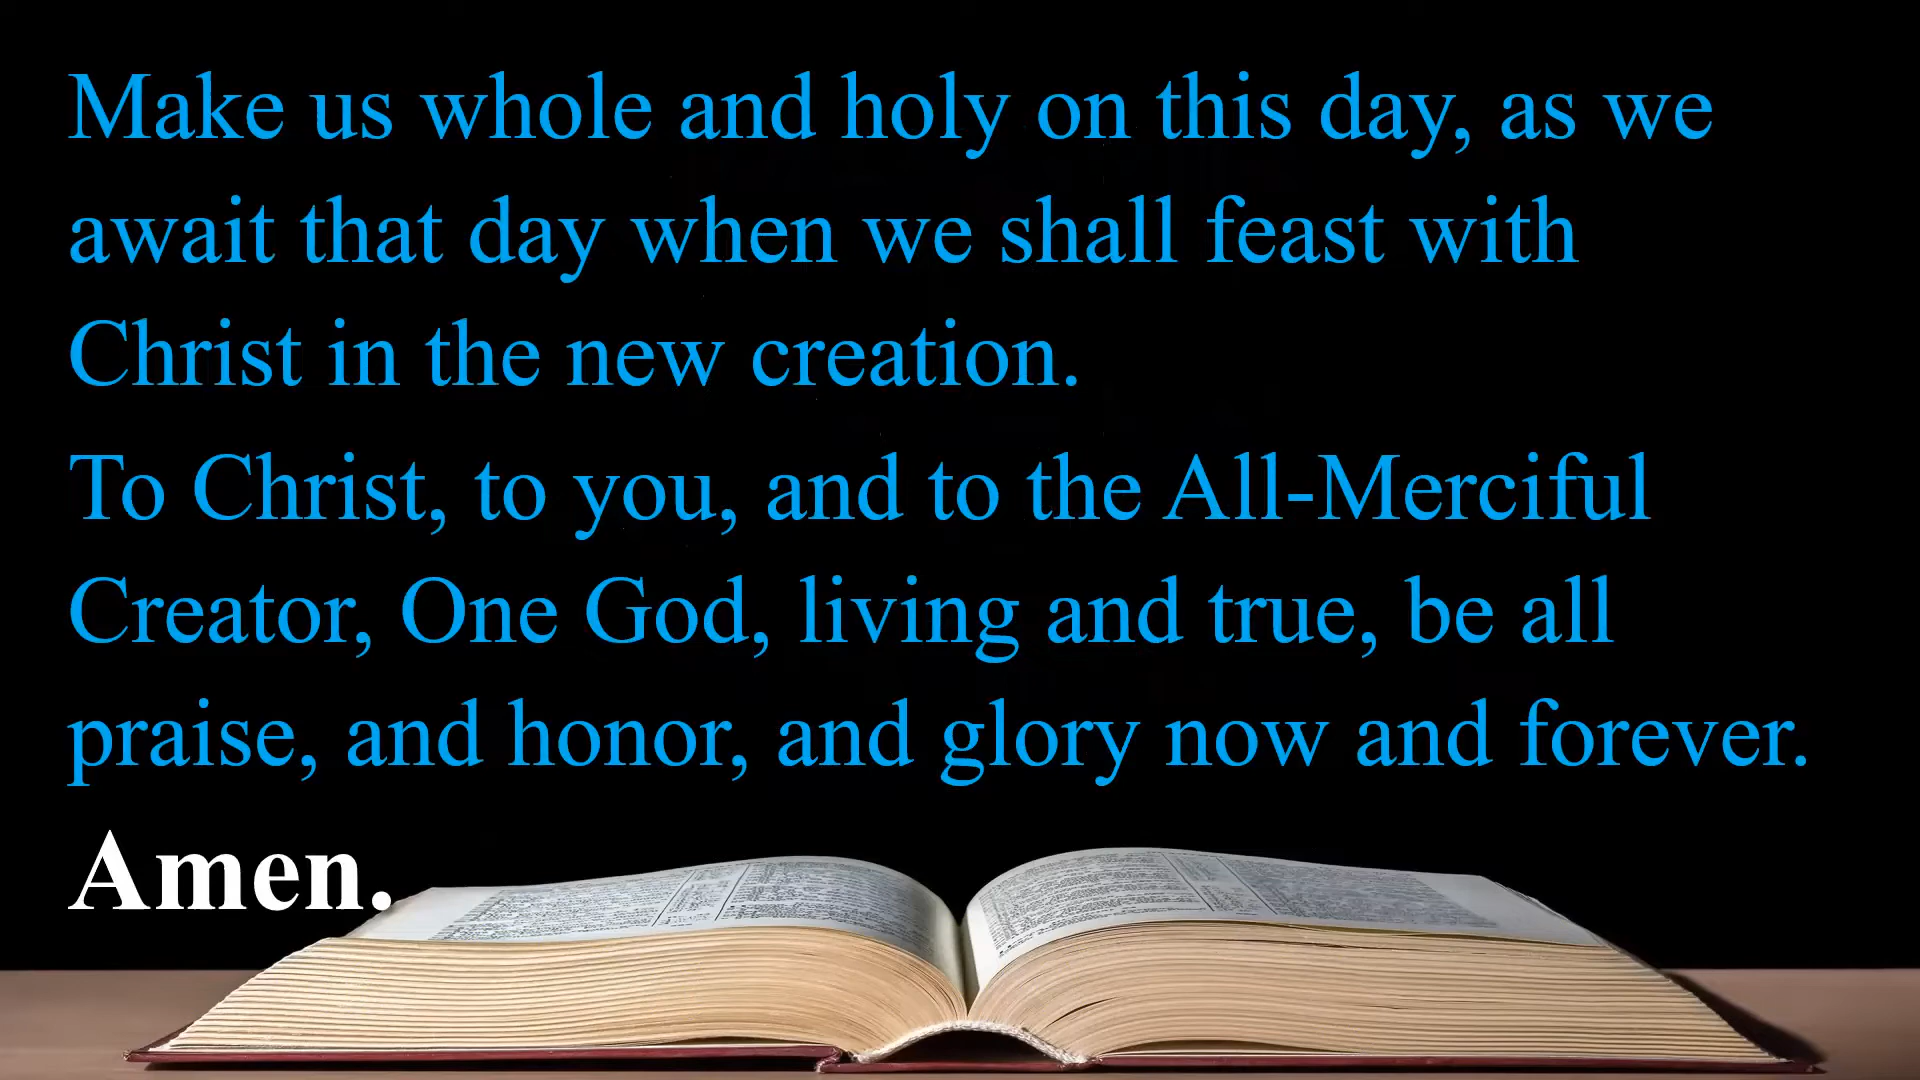 Make us whole and holy on this day, as we
await that day when we shall feast with
Christ in the new creation.
To Christ, to you, and to the All-Merciful
Creator, One God, living and true, be all
praise, and honor, and glory now and forever.
Amen.